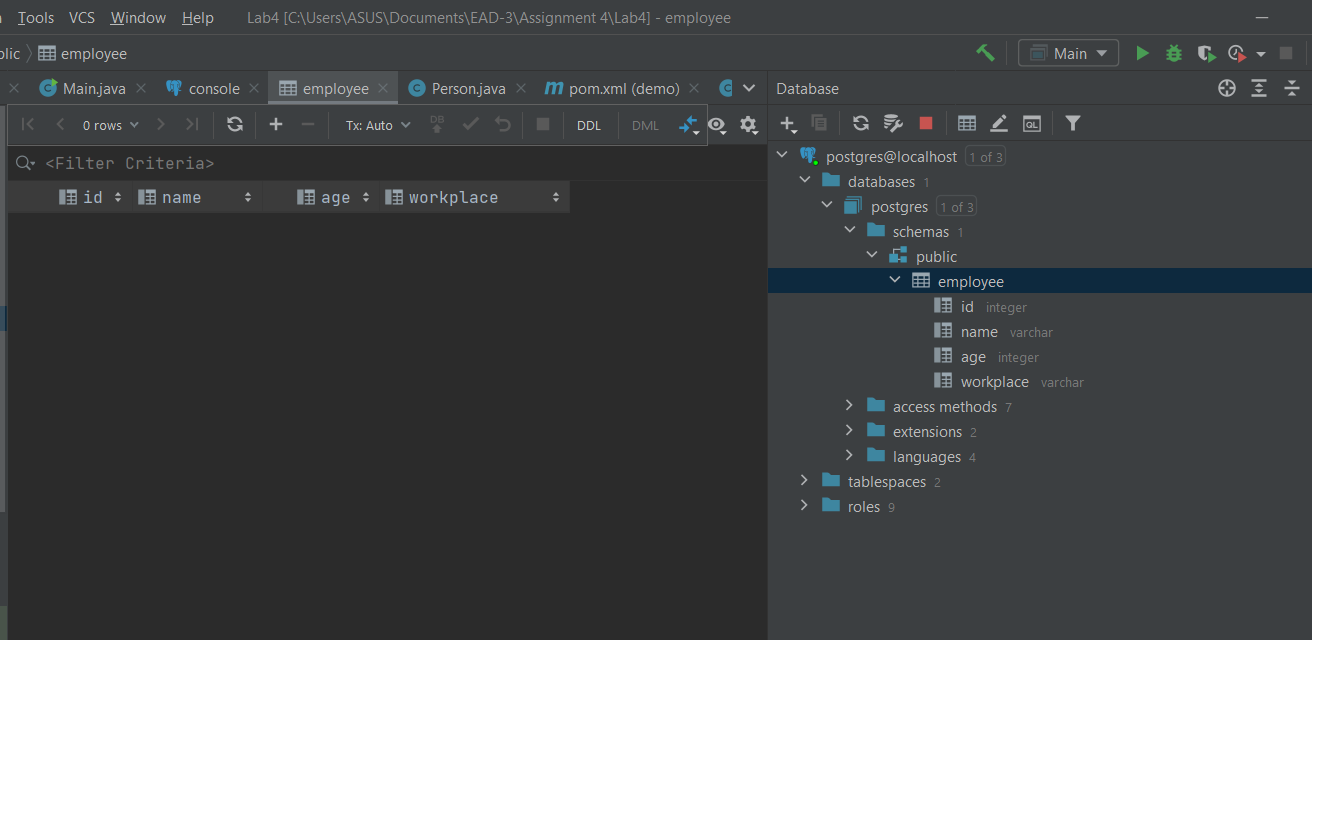 Tools VCS Window Help Lab4 [C:\Users\ASUS\Documents\EAD-3\Assignment 4\Lab4] - employee
blic employee Main
Main.java console employee Person.java pom.xml (demo)
Database
0 rows Tx: Auto DB DDL DML
QL
<Filter Criteria>
id name age workplace
postgres@localhost 1 of 3
databases 1
postgres 1 of 3
schemas 1
public
employee
id integer
name varchar
age integer
workplace varchar
access methods 7
extensions 2
languages 4
tablespaces 2
roles 9